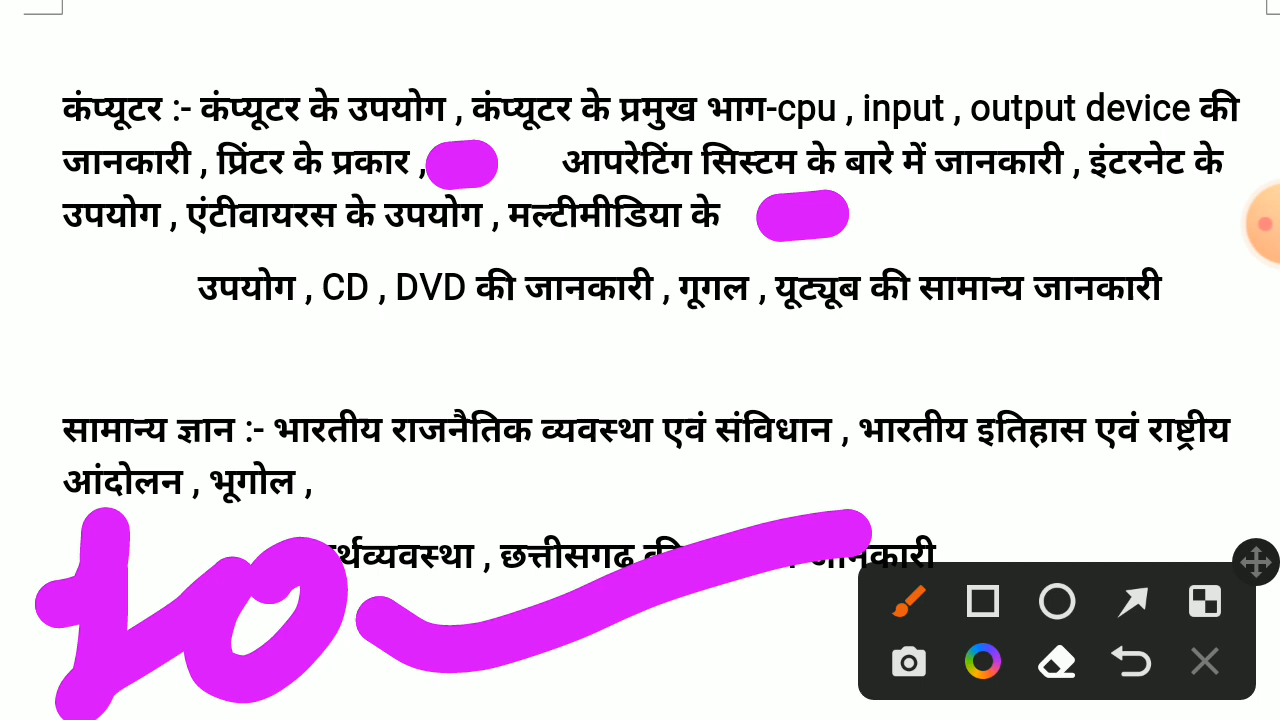 कंप्यूटर :- कंप्यूटर के उपयोग , कंप्यूटर के प्रमुख भाग-cpu , input , output device की
जानकारी , प्रिंटर के प्रकार , आपरेटिंग सिस्टम के बारे में जानकारी , इंटरनेट के
उपयोग , एंटीवायरस के उपयोग , मल्टीमीडिया के
उपयोग , CD , DVD की जानकारी , गूगल , यूट्यूब की सामान्य जानकारी
सामान्य ज्ञान :- भारतीय राजनैतिक व्यवस्था एवं संविधान , भारतीय इतिहास एवं राष्ट्रीय
आंदोलन , भूगोल ,
र्थव्यवस्था , छत्तीसगढ़ की जानकारी